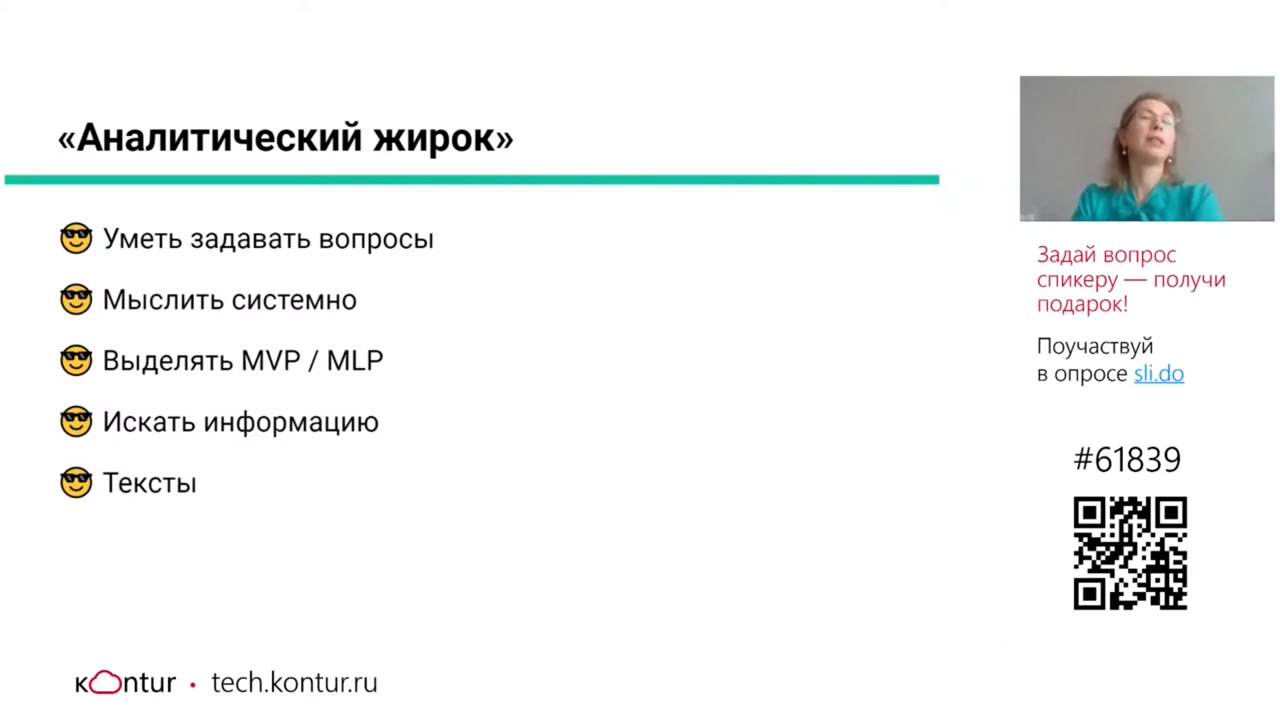 «Аналитический жирок»
Уметь задавать вопросы
Мыслить системно
Выделять MVP / MLP
Искать информацию
Тексты
Задай вопрос
спикеру — получи
подарок!
Поучаствуй
в опросе sli.do
#61839
кontur • tech.kontur.ru